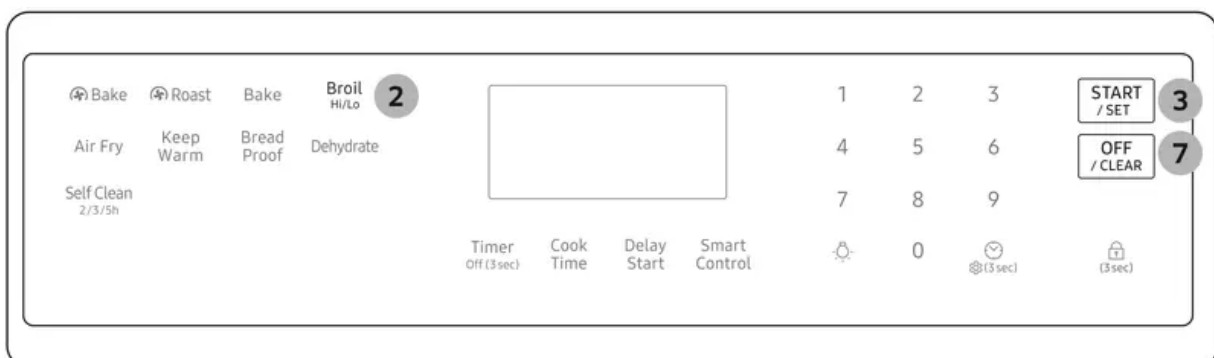 Bake Roast Bake Broil 2 1 2 3 START 3
Hi/Lo / SET
Air Fry Keep Bread Dehydrate 4 5 6 OFF 7
Warm Proof / CLEAR
Self Clean 7 8 9
2/3/5h
Timer Cook Delay Smart 0
Off (3 sec) Time Start Control (3 sec) (3 sec)